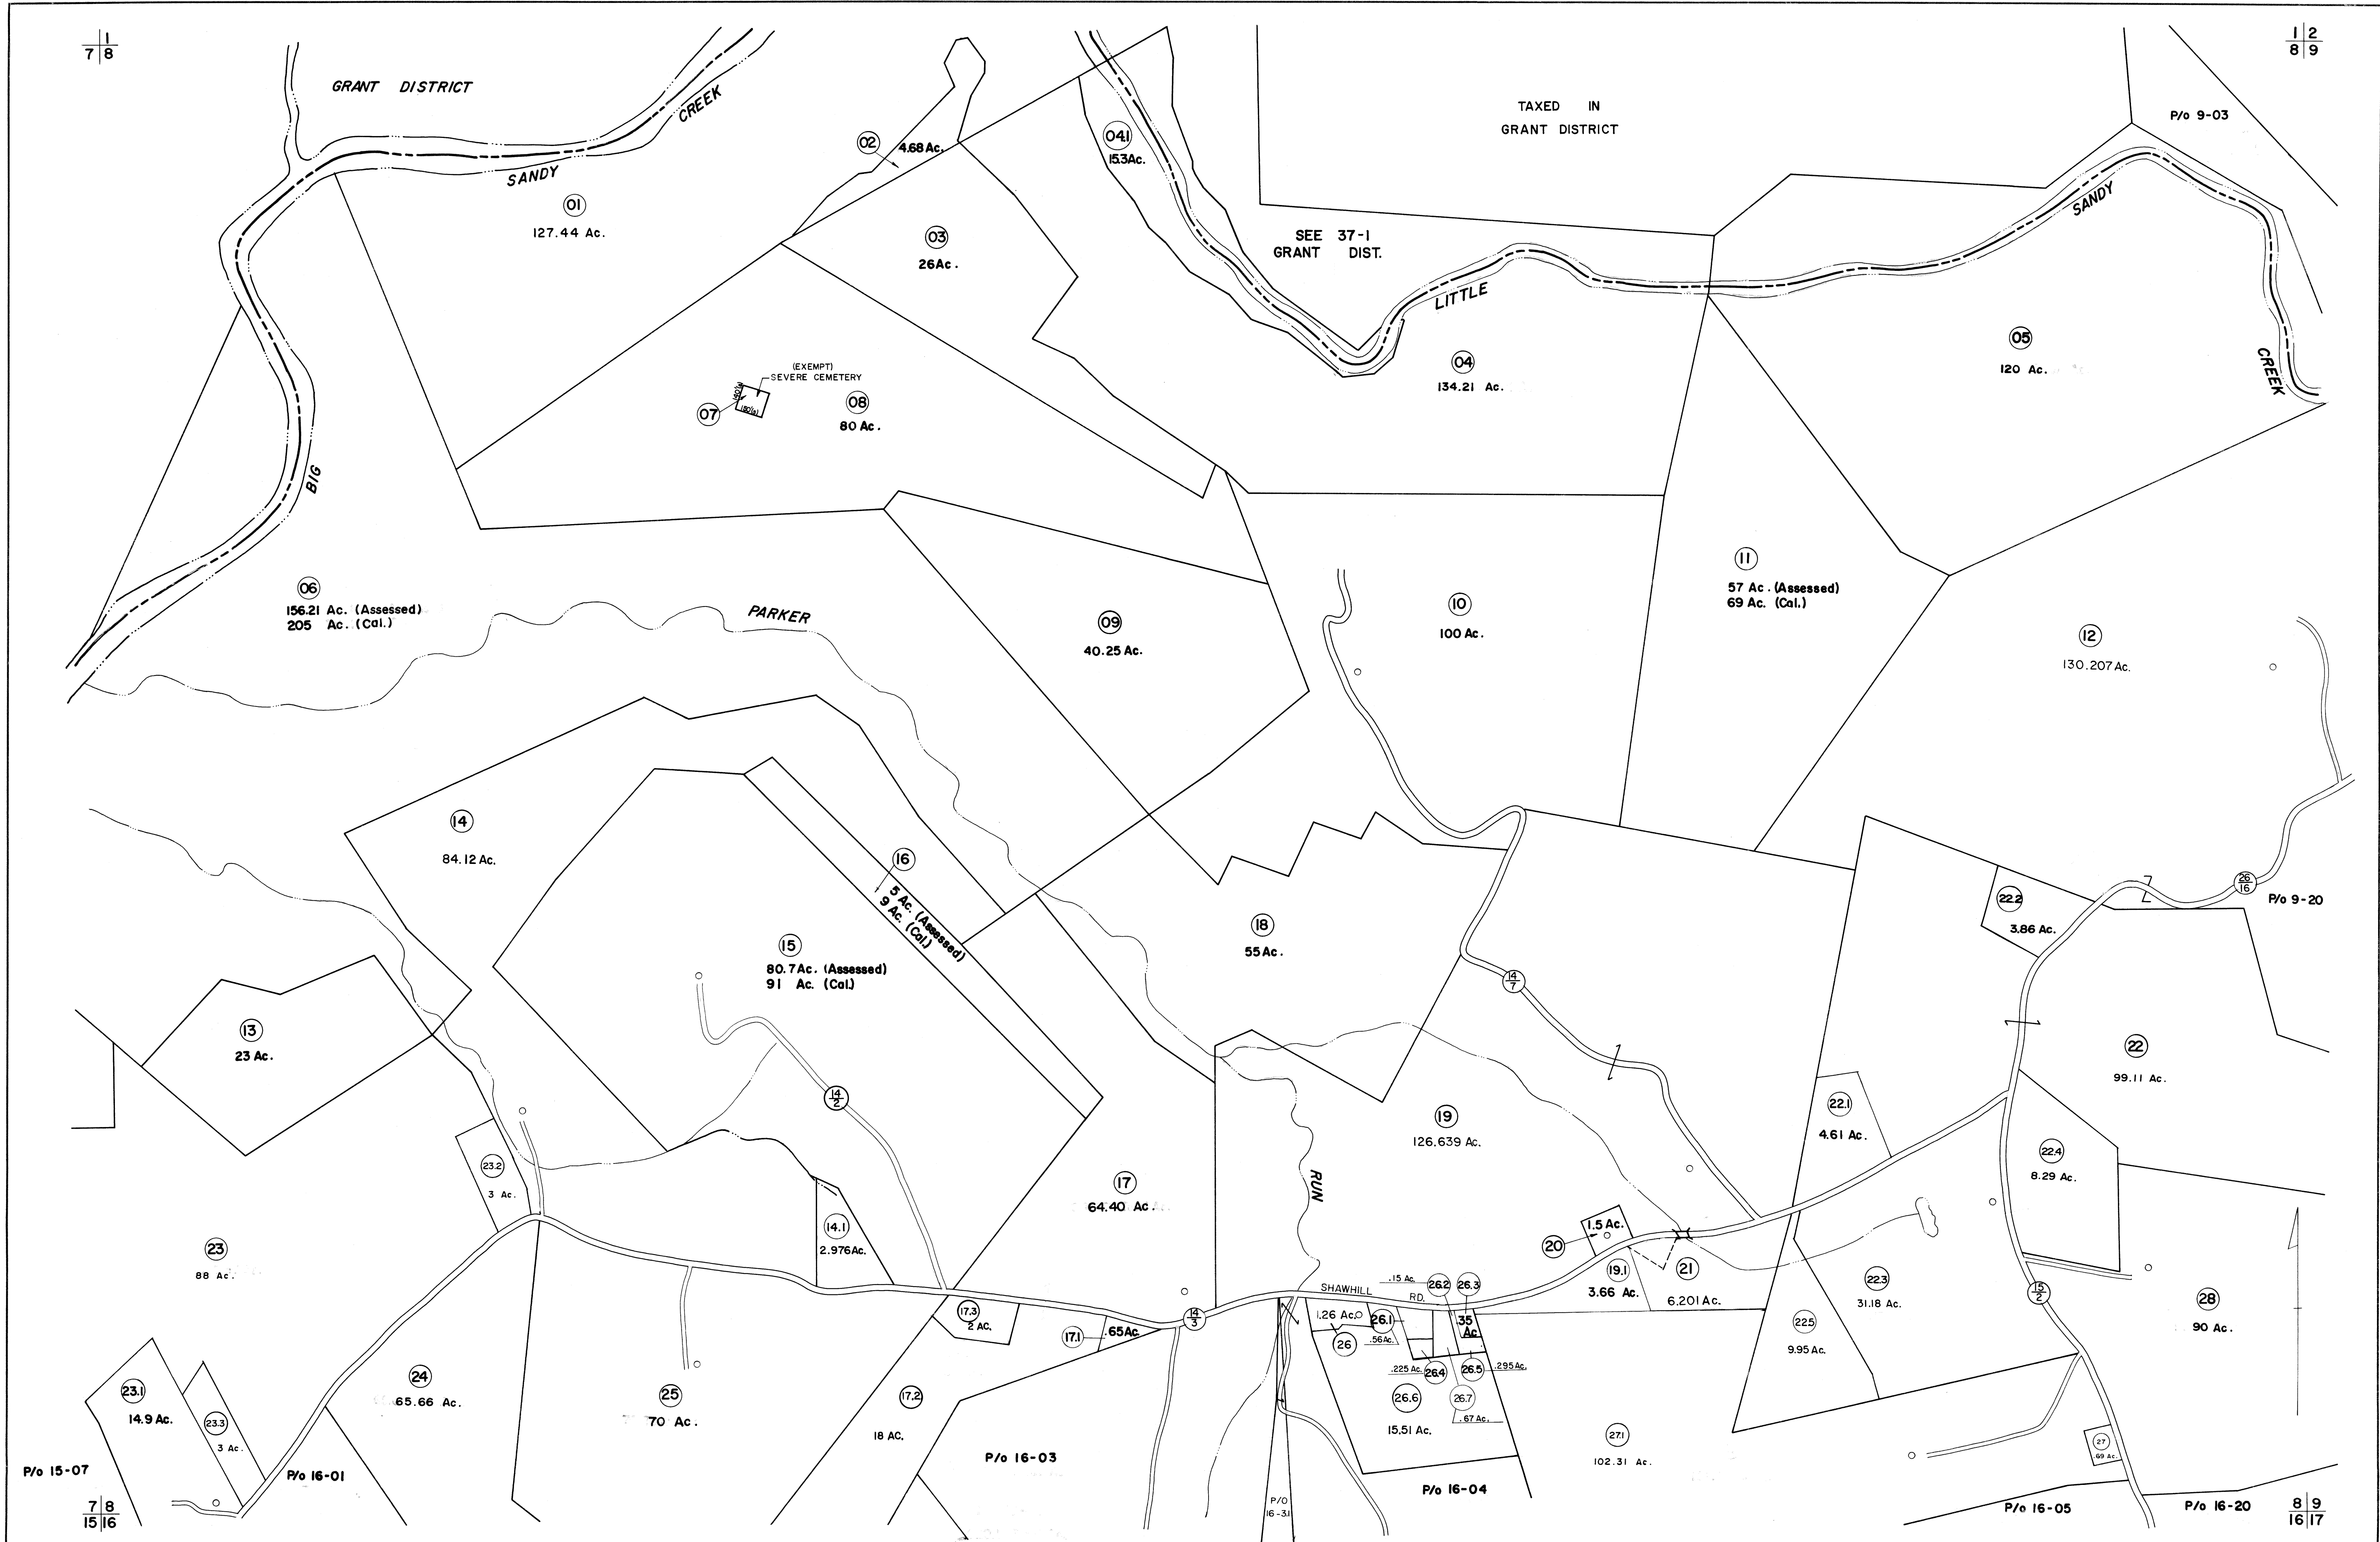 1
7 8
1 2
8 9
GRANT DISTRICT
SANDY
CREEK
02
4.68 Ac.
04.1
15.3Ac.
TAXED IN
GRANT DISTRICT
P/o 9-03
01
127.44 Ac.
03
26Ac.
SEE 37-1
GRANT DIST.
LITTLE
SANDY
CREEK
05
120 Ac.
04
134.21 Ac.
(EXEMPT)
SEVERE CEMETERY
150'(s)
150'(s)
07
08
80 Ac.
BIG
06
156.21 Ac. (Assessed)
205 Ac. (Cal.)
PARKER
09
40.25 Ac.
10
100 Ac.
11
57 Ac. (Assessed)
69 Ac. (Cal.)
12
130.207 Ac.
14
84.12 Ac.
16
5 Ac. (Assessed)
9 Ac. (Cal.)
15
80.7 Ac. (Assessed)
91 Ac. (Cal.)
18
55 Ac.
22.2
3.86 Ac.
26
16
P/o 9-20
14
7
13
23 Ac.
14
2
22
99.11 Ac.
19
126.639 Ac.
22.1
4.61 Ac.
22.4
8.29 Ac.
23.2
3 Ac.
17
64.40 Ac.
RUN
14.1
2.976 Ac.
23
88 Ac.
20
1.5 Ac.
19.1
3.66 Ac.
21
6.201 Ac.
22.3
31.18 Ac.
15
2
28
90 Ac.
SHAWHILL RD.
.15 Ac.
26.2
26.3
17.3
2 AC.
14
3
17.1
.65Ac.
1.26 Ac.
26
26.1
.56Ac.
.35
Ac.
22.5
9.95 Ac.
.225 Ac.
26.4
26.5
.295Ac.
26.6
15.51 Ac.
26.7
.67 Ac.
23.1
14.9 Ac.
23.3
3 Ac.
24
65.66 Ac.
25
70 Ac.
17.2
18 AC.
27.1
102.31 Ac.
27
.69 Ac.
P/o 15-07
P/o 16-01
P/o 16-03
P/O
16-3.1
P/o 16-04
P/o 16-05
P/o 16-20
7 8
15 16
8 9
16 17